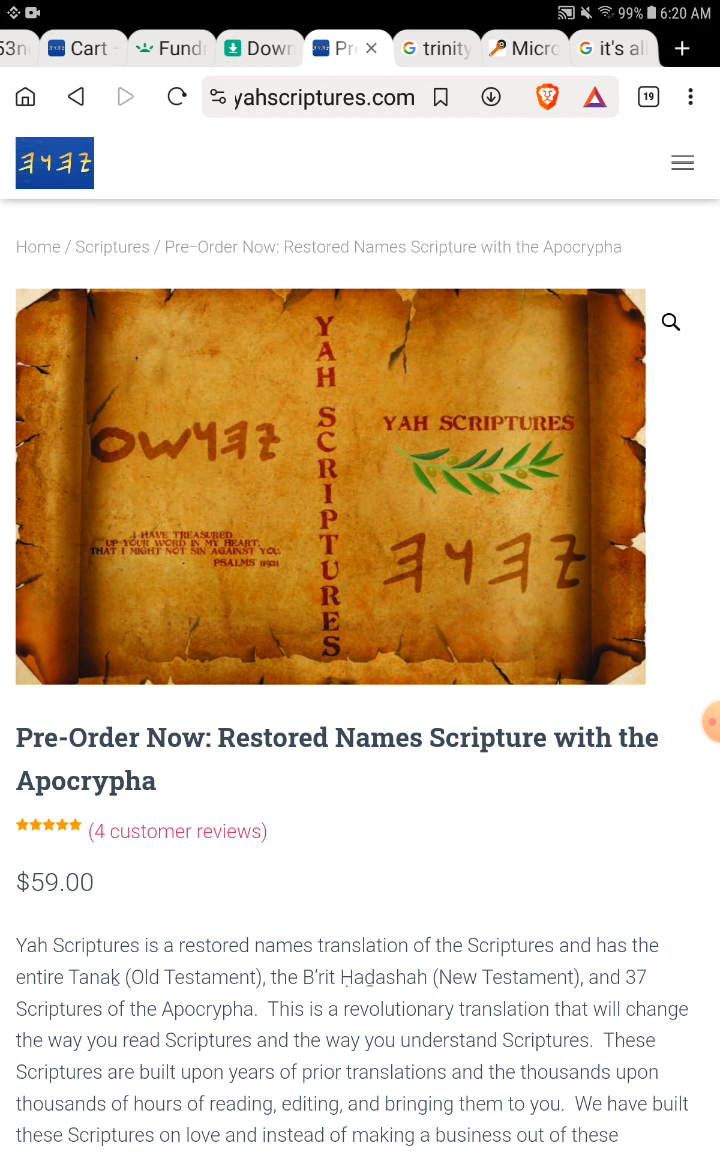 99% 6:20 AM
53n Cart - Fundr Down Pr trinity Micro it's all
yahscriptures.com 19
𐤉𐤄𐤅𐤄
Home / Scriptures / Pre-Order Now: Restored Names Scripture with the Apocrypha
𐤉𐤄𐤅𐤔𐤏
I HAVE TREASURED
UP YOUR WORD IN MY HEART,
THAT I MIGHT NOT SIN AGAINST YOU.
PSALMS
YAH SCRIPTURES
YAH SCRIPTURES
𐤉𐤄𐤅𐤄
Pre-Order Now: Restored Names Scripture with the
Apocrypha
(4 customer reviews)
$59.00
Yah Scriptures is a restored names translation of the Scriptures and has the
entire Tanaḵ (Old Testament), the B’rit Ḥaḏashah (New Testament), and 37
Scriptures of the Apocrypha. This is a revolutionary translation that will change
the way you read Scriptures and the way you understand Scriptures. These
Scriptures are built upon years of prior translations and the thousands upon
thousands of hours of reading, editing, and bringing them to you. We have built
these Scriptures on love and instead of making a business out of these